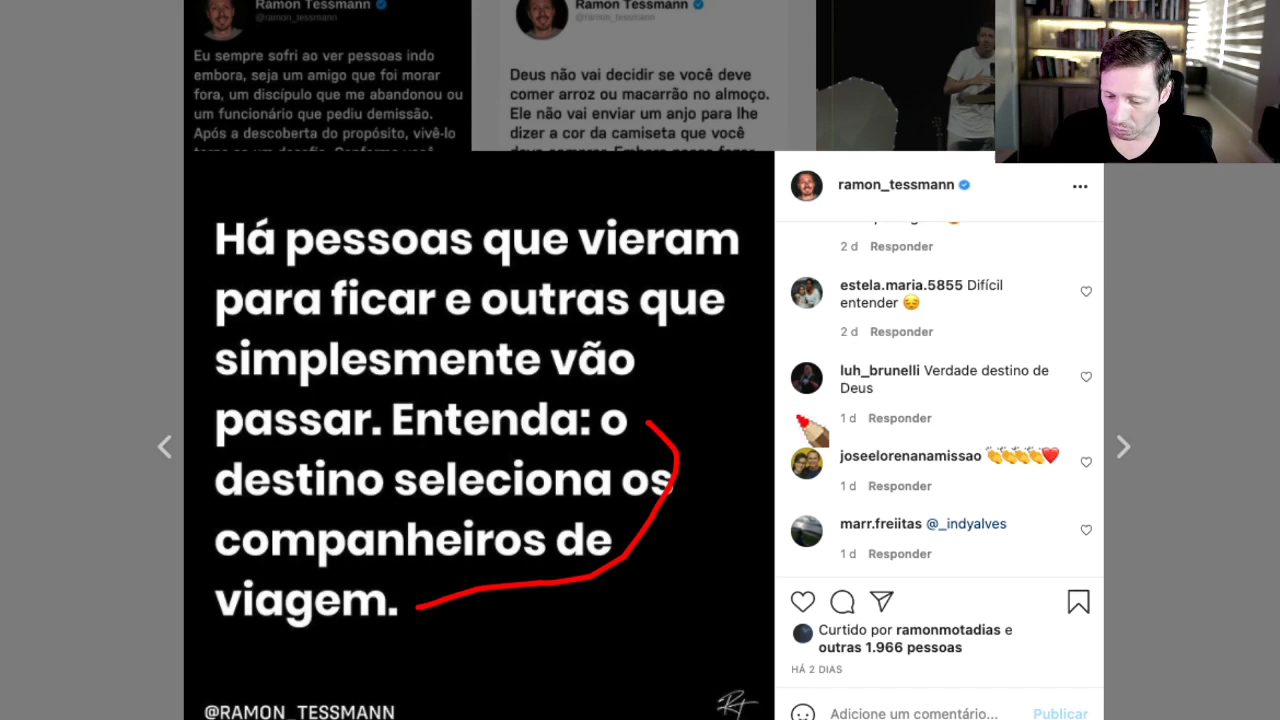 Ramon Tessmann
@ramon_tessmann
Eu sempre sofri ao ver pessoas indo
embora, seja um amigo que foi morar
fora, um discípulo que me abandonou ou
um funcionário que pediu demissão.
Após a descoberta do propósito, vivê-lo
Ramon Tessmann
@ramon_tessmann
Deus não vai decidir se você deve
comer arroz ou macarrão no almoço.
Ele não vai enviar um anjo para lhe
dizer a cor da camiseta que você
Há pessoas que vieram
para ficar e outras que
simplesmente vão
passar. Entenda: o
destino seleciona os
companheiros de
viagem.
@RAMON_TESSMANN
ramon_tessmann
2 d Responder
estela.maria.5855 Difícil
entender 😔
2 d Responder
luh_brunelli Verdade destino de
Deus
1 d Responder
joseelorenanamissao 👏👏👏👏❤️
1 d Responder
marr.freiitas @_indyalves
1 d Responder
Curtido por ramonmotadias e
outras 1.966 pessoas
HÁ 2 DIAS
Adicione um comentário... Publicar